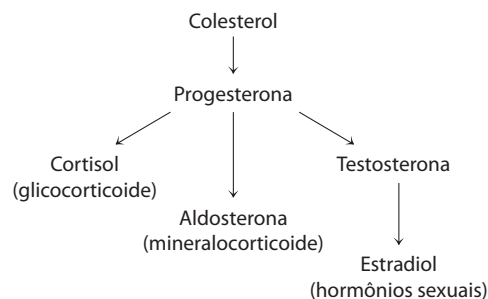 Colesterol
Progesterona
Cortisol
(glicocorticoide)
Testosterona
Aldosterona
(mineralocorticoide)
Estradiol
(hormônios sexuais)